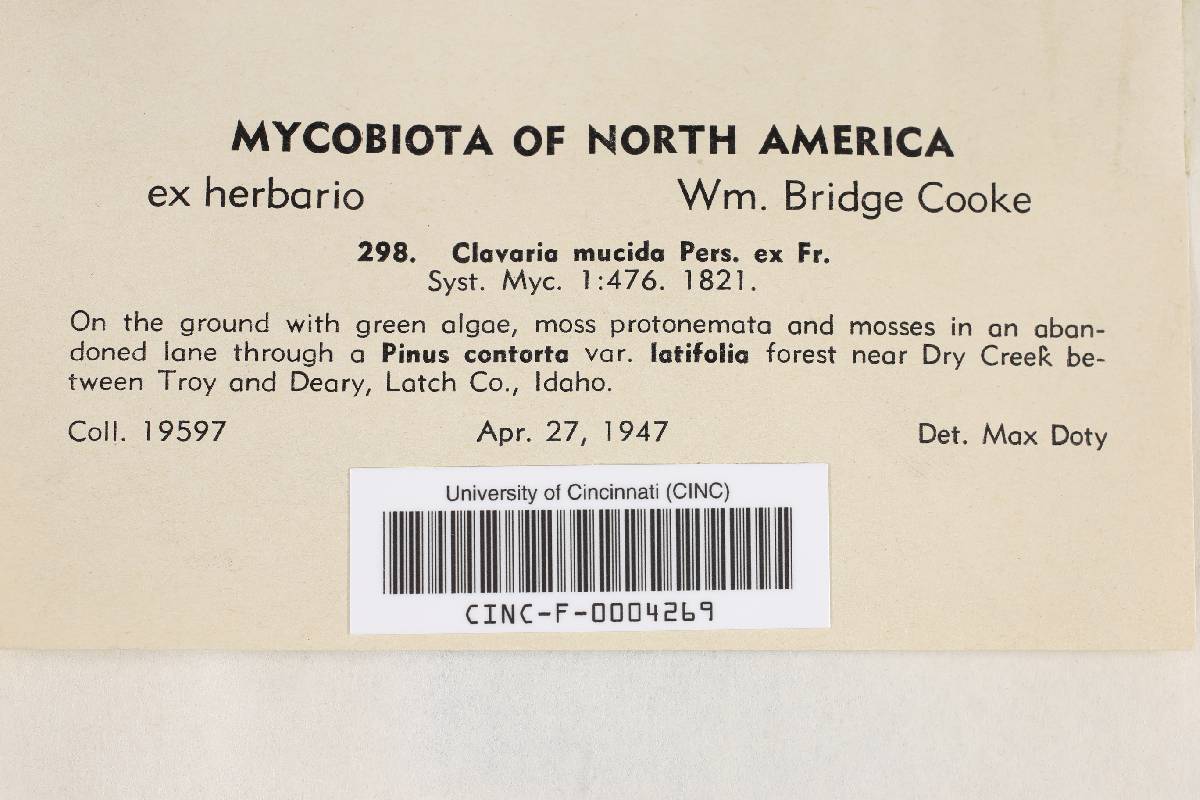 MYCOBIOTA OF NORTH AMERICA
ex herbario Wm. Bridge Cooke
298. Clavaria mucida Pers. ex Fr.
Syst. Myc. 1:476. 1821.
On the ground with green algae, moss protonemata and mosses in an aban-
doned lane through a Pinus contorta var. latifolia forest near Dry Creek be-
tween Troy and Deary, Latch Co., Idaho.
Coll. 19597 Apr. 27, 1947 Det. Max Doty
University of Cincinnati (CINC)
CINC-F-0004269